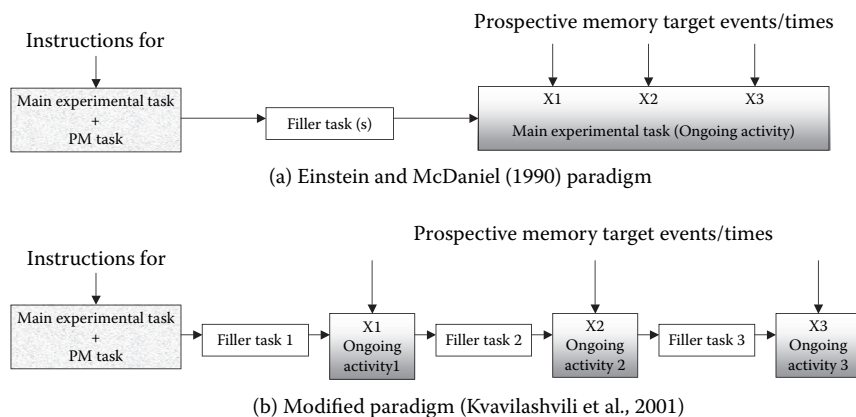 Prospective memory target events/times
Instructions for
Main experimental task
+
PM task
Filler task (s)
X1 X2 X3
Main experimental task (Ongoing activity)
(a) Einstein and McDaniel (1990) paradigm
Prospective memory target events/times
Instructions for
Main experimental task
+
PM task
Filler task 1
X1
Ongoing
activity1
Filler task 2
X2
Ongoing
activity 2
Filler task 3
X3
Ongoing
activity 3
(b) Modified paradigm (Kvavilashvili et al., 2001)